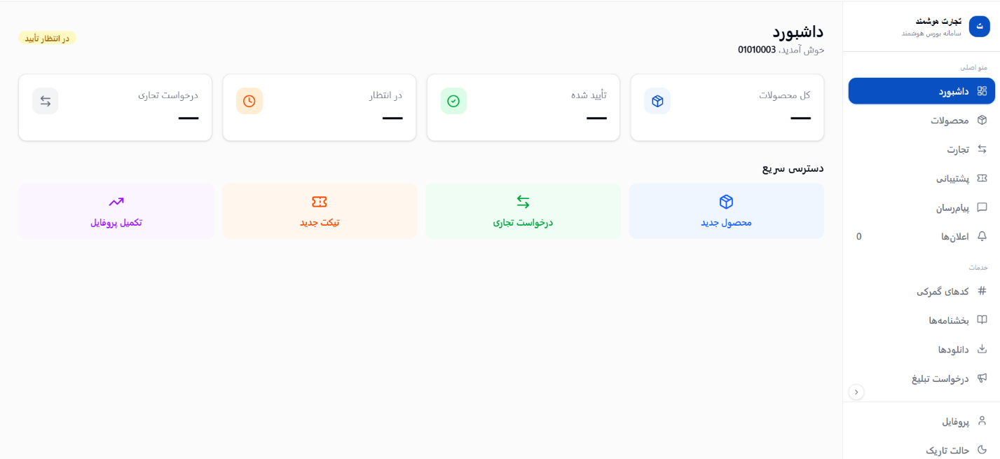 تجارت هوشمند
سامانه بورس هوشمند
ت
منو اصلی
داشبورد
محصولات
تجارت
پشتیبانی
پیام‌رسان
اعلان‌ها
0
خدمات
کدهای گمرکی
بخشنامه‌ها
دانلودها
درخواست تبلیغ
پروفایل
حالت تاریک
داشبورد
خوش آمدید، 01010003
در انتظار تأیید
کل محصولات
—
تأیید شده
—
در انتظار
—
درخواست تجاری
—
دسترسی سریع
محصول جدید
درخواست تجاری
تیکت جدید
تکمیل پروفایل